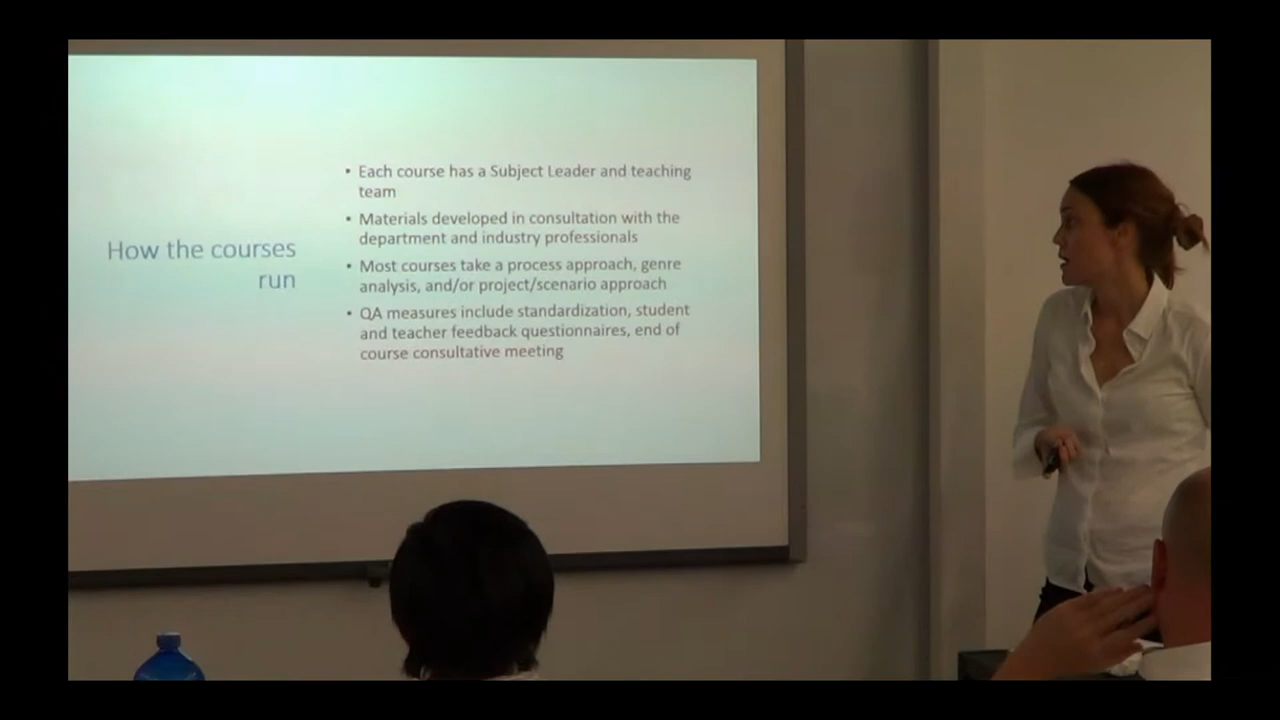 How the courses
run
• Each course has a Subject Leader and teaching
team
• Materials developed in consultation with the
department and industry professionals
• Most courses take a process approach, genre
analysis, and/or project/scenario approach
• QA measures include standardization, student
and teacher feedback questionnaires, end of
course consultative meeting